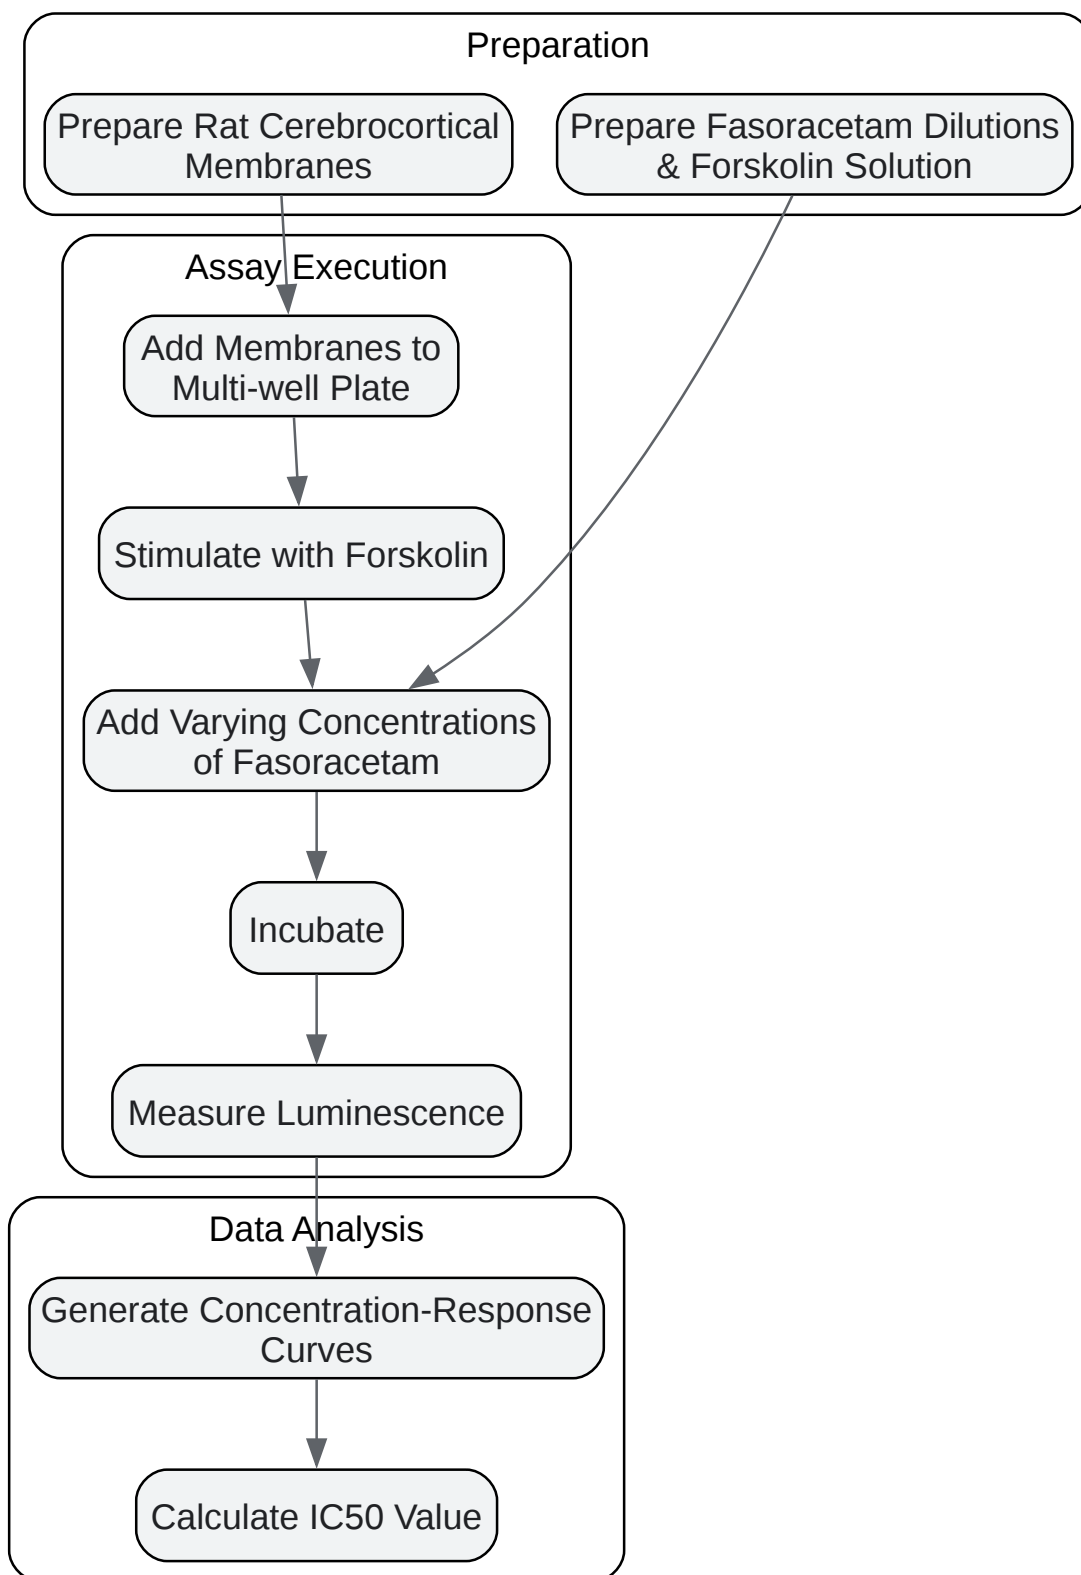 Preparation
Prepare Rat Cerebrocortical
Membranes
Prepare Fasoracetam Dilutions
& Forskolin Solution
Assay Execution
Add Membranes to
Multi-well Plate
Stimulate with Forskolin
Add Varying Concentrations
of Fasoracetam
Incubate
Measure Luminescence
Data Analysis
Generate Concentration-Response
Curves
Calculate IC50 Value